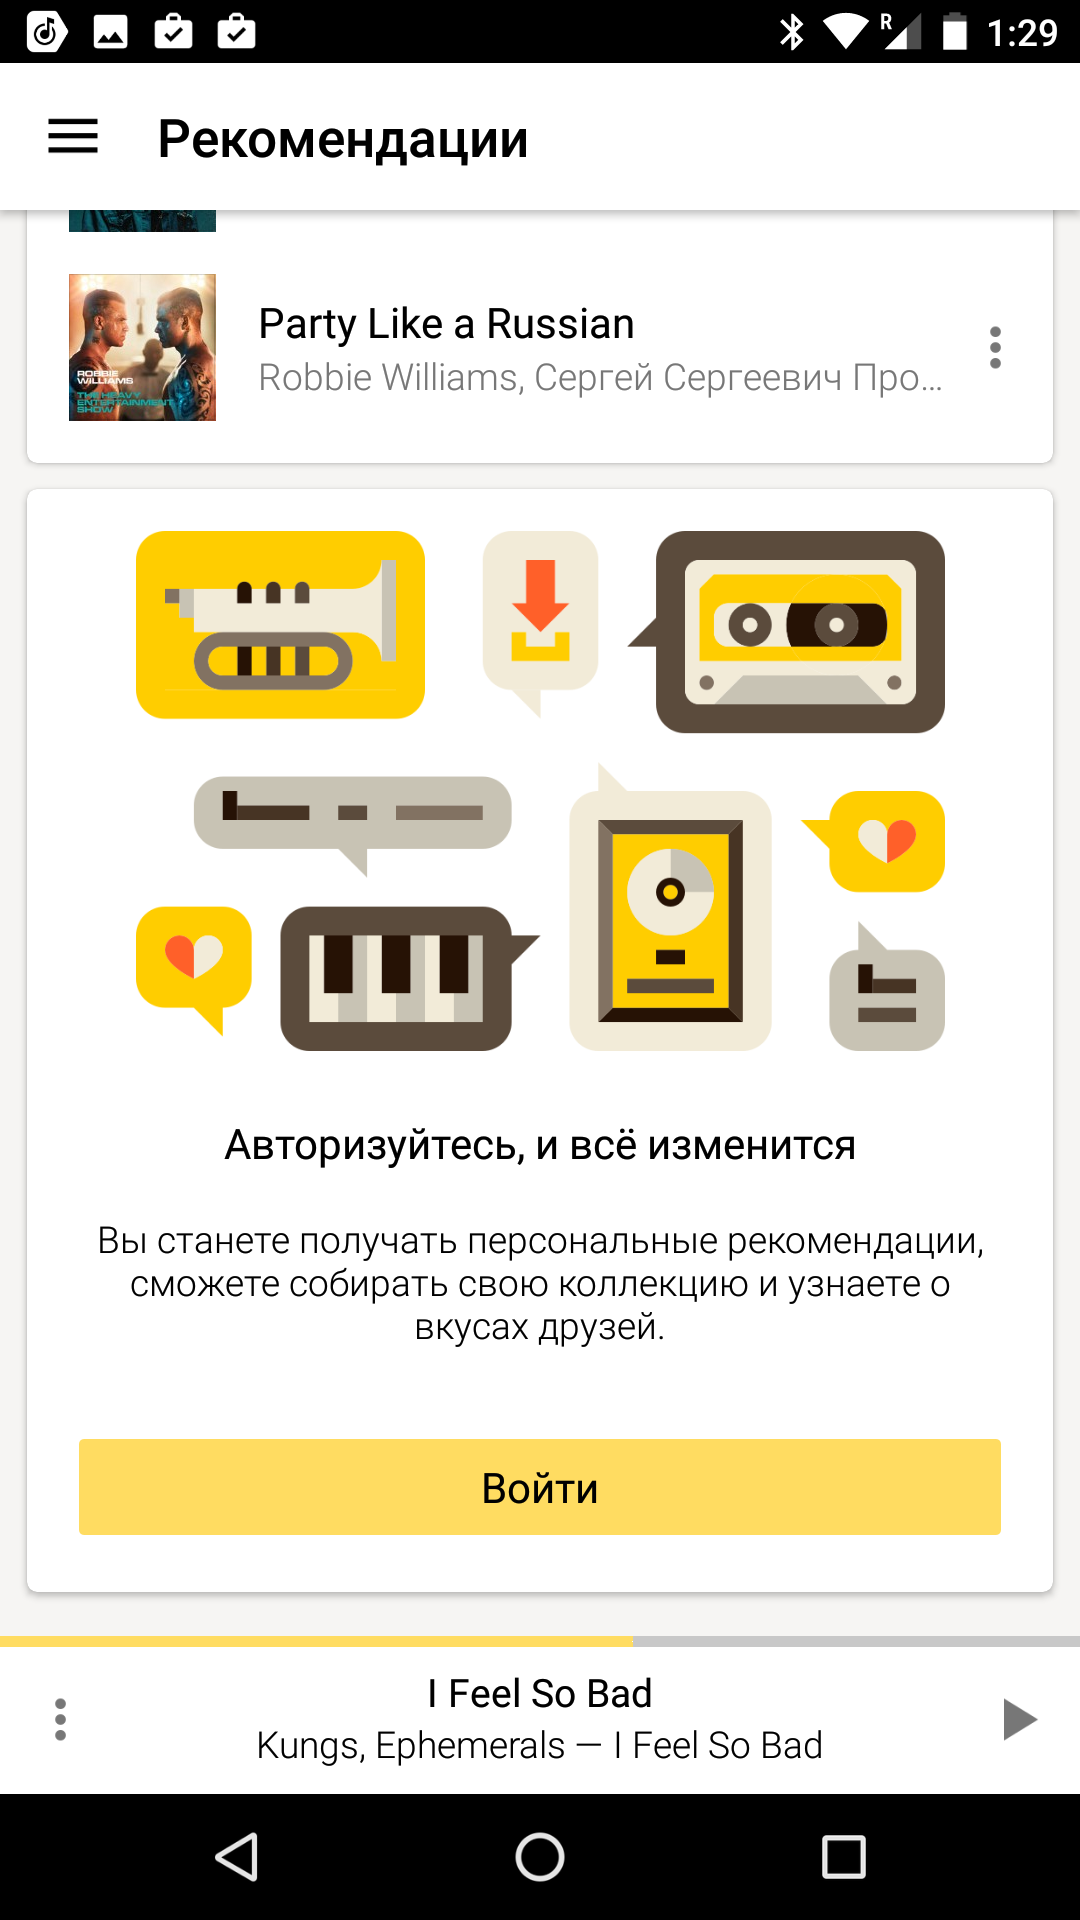 R 1:29
Рекомендации
Party Like a Russian
Robbie Williams, Сергей Сергеевич Про...
ROBBIE
WILLIAMS
THE HEAVY
ENTERTAINMENT
SHOW
Авторизуйтесь, и всё изменится
Вы станете получать персональные рекомендации,
сможете собирать свою коллекцию и узнаете о
вкусах друзей.
Войти
I Feel So Bad
Kungs, Ephemerals — I Feel So Bad